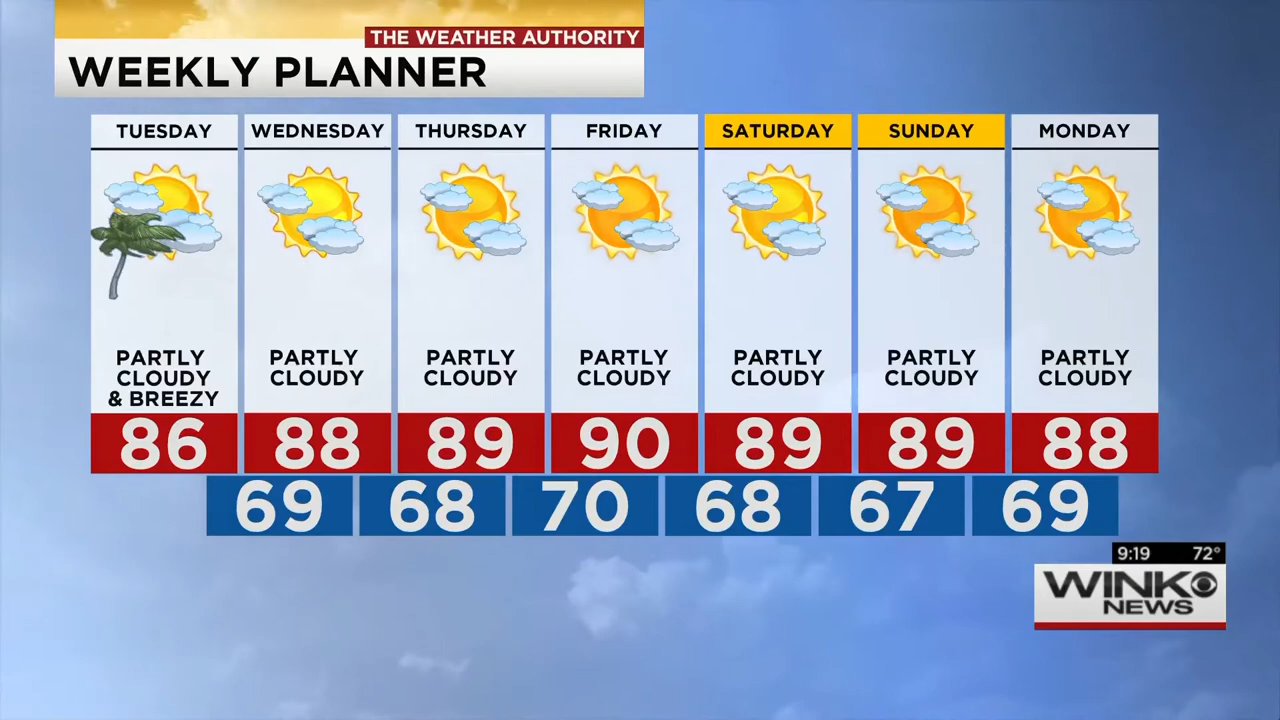 THE WEATHER AUTHORITY
WEEKLY PLANNER
TUESDAY WEDNESDAY THURSDAY FRIDAY SATURDAY SUNDAY MONDAY
PARTLY PARTLY PARTLY PARTLY PARTLY PARTLY PARTLY
CLOUDY CLOUDY CLOUDY CLOUDY CLOUDY CLOUDY CLOUDY
& BREEZY
86 88 89 90 89 89 88
69 68 70 68 67 69
9:19 72°
WINK
NEWS